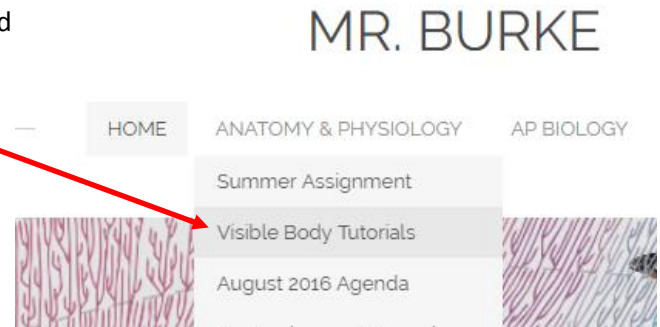 d
MR. BURKE
HOME ANATOMY & PHYSIOLOGY AP BIOLOGY
Summer Assignment
Visible Body Tutorials
August 2016 Agenda